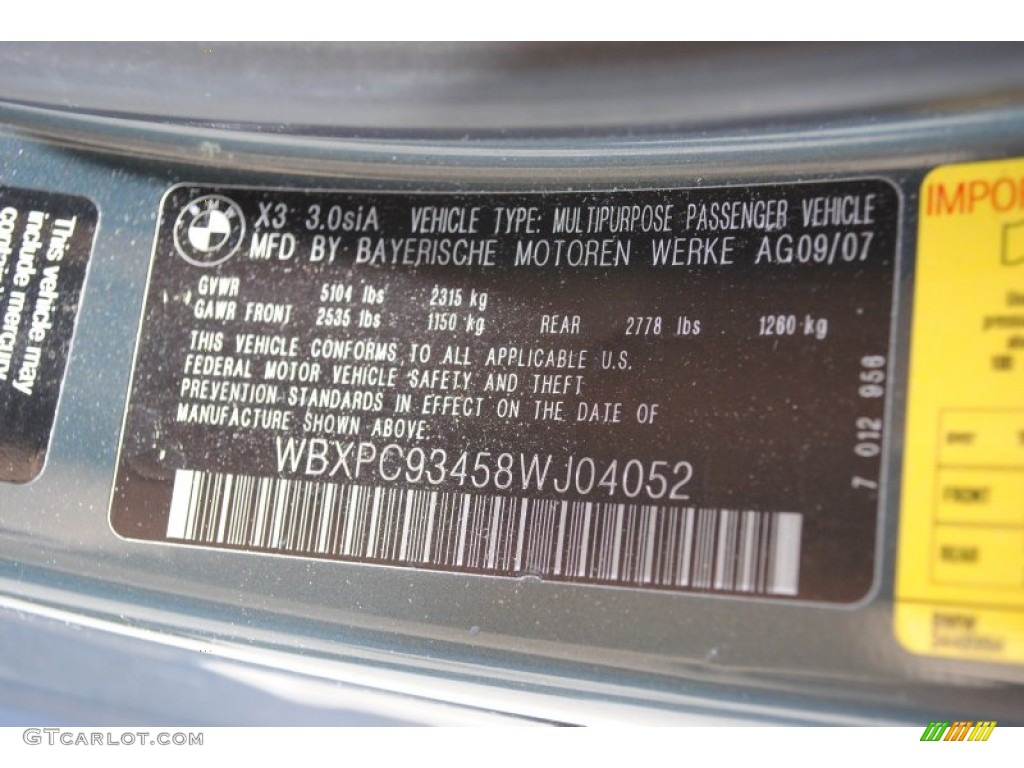 This vehicle may
include mercury
BMW
X3 3.0siA VEHICLE TYPE: MULTIPURPOSE PASSENGER VEHICLE
MFD BY BAYERISCHE MOTOREN WERKE AG09/07
GVWR 5104 lbs 2315 kg
GAWR FRONT 2535 lbs 1150 kg REAR 2778 lbs 1260 kg
THIS VEHICLE CONFORMS TO ALL APPLICABLE U.S.
FEDERAL MOTOR VEHICLE SAFETY AND THEFT
PREVENTION STANDARDS IN EFFECT ON THE DATE OF
MANUFACTURE SHOWN ABOVE:
WBXPC93458WJ04052
7 012 956
IMPOR
FRONT
REAR
GTCarLot.com